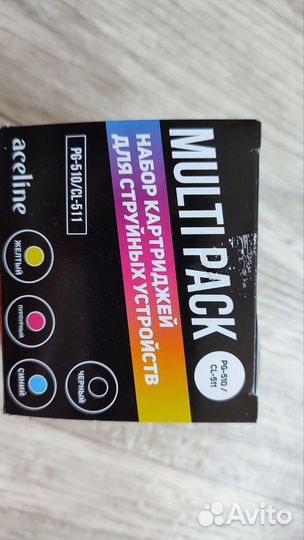 MULTI PACK
НАБОР КАРТРИДЖЕЙ
ДЛЯ СТРУЙНЫХ УСТРОЙСТВ
PG-510/CL-511
aceline
PG-510 /
CL-511
ЖЕЛТЫЙ
ПУРПУРНЫЙ
СИНИЙ
ЧЕРНЫЙ
Avito